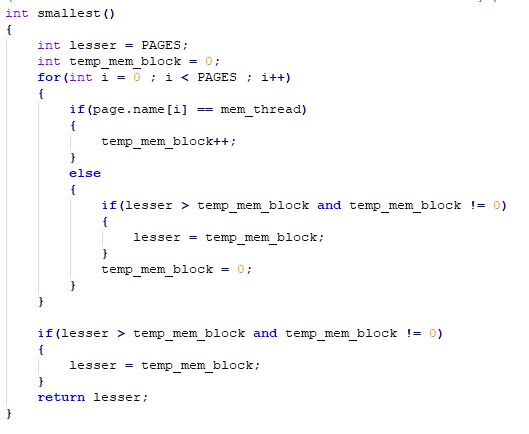 int smallest()
{
    int lesser = PAGES;
    int temp_mem_block = 0;
    for(int i = 0 ; i < PAGES ; i++)
    {
        if(page.name[i] == mem_thread)
        {
            temp_mem_block++;
        }
        else
        {
            if(lesser > temp_mem_block and temp_mem_block != 0)
            {
                lesser = temp_mem_block;
            }
            temp_mem_block = 0;
        }
    }

    if(lesser > temp_mem_block and temp_mem_block != 0)
    {
        lesser = temp_mem_block;
    }
    return lesser;
}